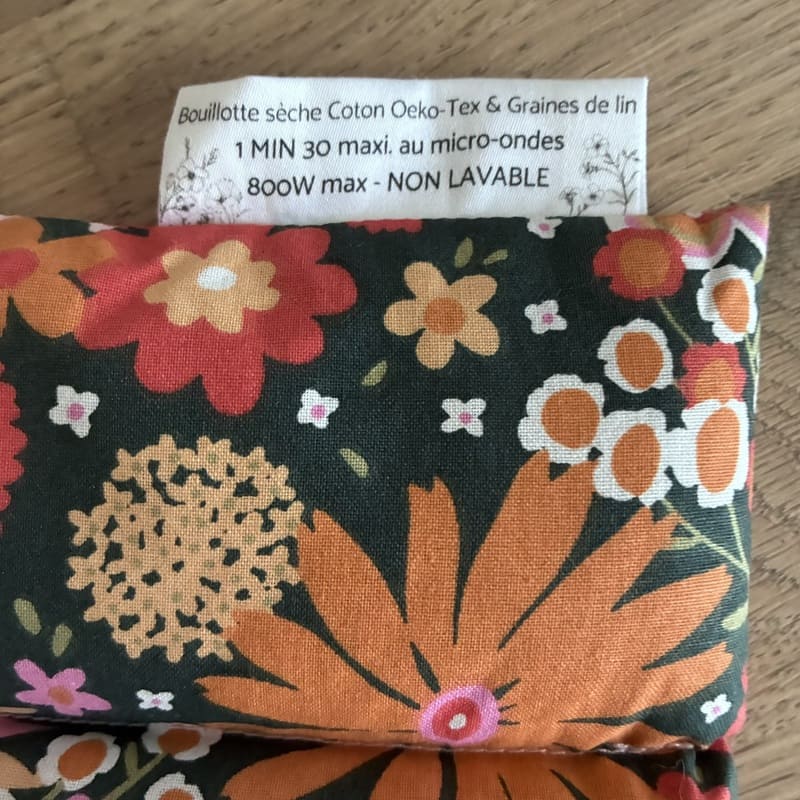 Bouillotte sèche Coton Oeko-Tex & Graines de lin
1 MIN 30 maxi. au micro-ondes
800W max - NON LAVABLE